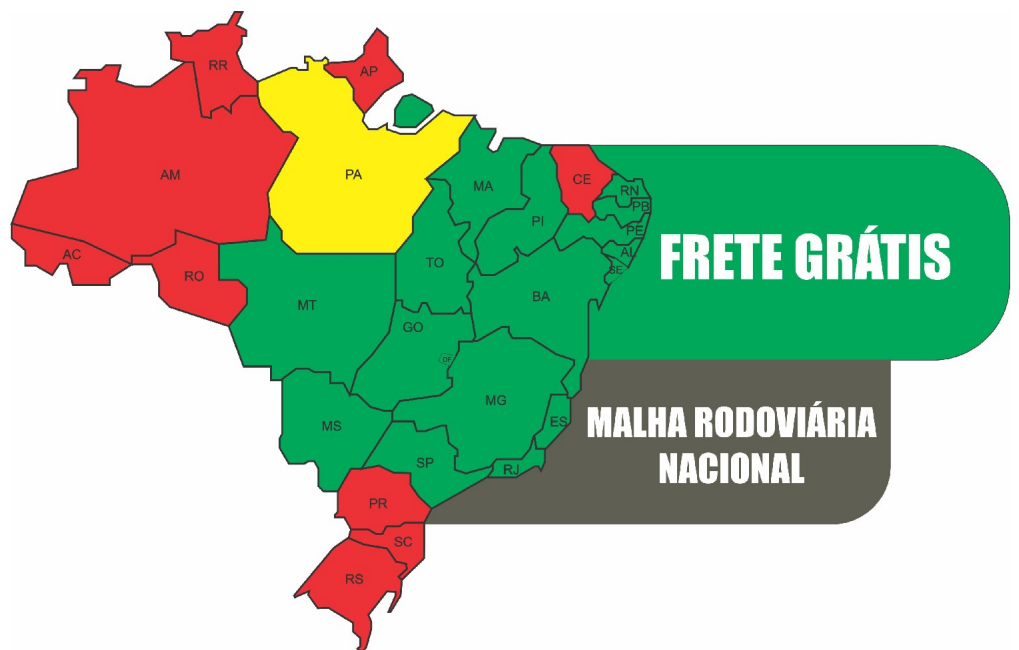 RR
AP
AM
PA
MA
CE
RN
PB
PI
PE
AL
SE
AC
RO
TO
BA
MT
GO
DF
MG
ES
MS
SP
RJ
PR
SC
RS
FRETE GRÁTIS
MALHA RODOVIÁRIA
NACIONAL